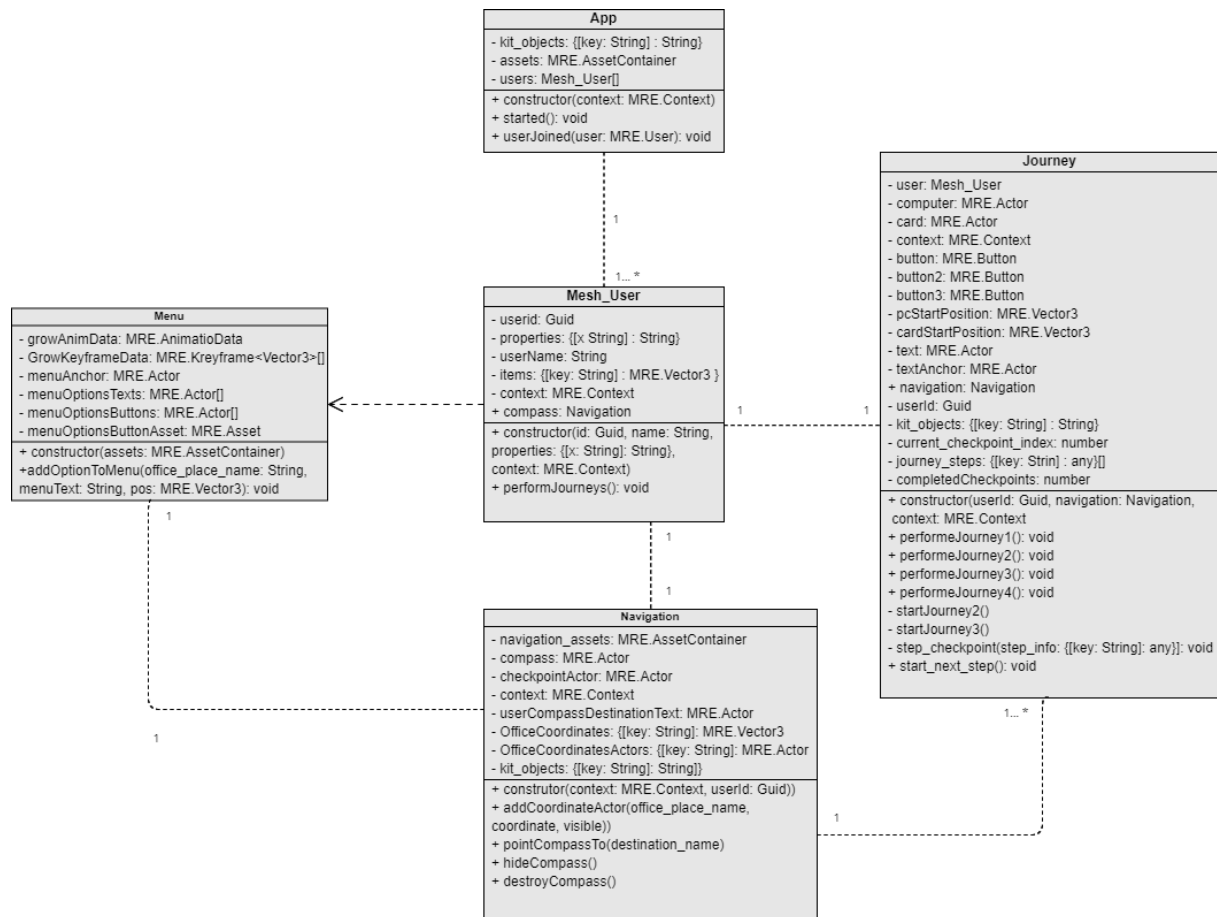 App
- kit_objects: {[key: String] : String}
- assets: MRE.AssetContainer
- users: Mesh_User[]
+ constructor(context: MRE.Context)
+ started(): void
+ userJoined(user: MRE.User): void
1
1... *
Journey
- user: Mesh_User
- computer: MRE.Actor
- card: MRE.Actor
- context: MRE.Context
- button: MRE.Button
- button2: MRE.Button
- button3: MRE.Button
- pcStartPosition: MRE.Vector3
- cardStartPosition: MRE.Vector3
- text: MRE.Actor
- textAnchor: MRE.Actor
+ navigation: Navigation
- userId: Guid
- kit_objects: {[key: String] : String}
- current_checkpoint_index: number
- journey_steps: {[key: Strin] : any}[]
- completedCheckpoints: number
+ constructor(userId: Guid, navigation: Navigation,
context: MRE.Context
+ performeJourney1(): void
+ performeJourney2(): void
+ performeJourney3(): void
+ performeJourney4(): void
- startJourney2()
- startJourney3()
- step_checkpoint(step_info: {[key: String]: any}]: void
+ start_next_step(): void
Mesh_User
- userid: Guid
- properties: {[x String] : String}
- userName: String
- items: {[key: String] : MRE.Vector3 }
- context: MRE.Context
+ compass: Navigation
+ constructor(id: Guid, name: String,
properties: {[x: String]: String},
context: MRE.Context)
+ performJourneys(): void
1
1
Menu
- growAnimData: MRE.AnimatioData
- GrowKeyframeData: MRE.Kreyframe<Vector3>[]
- menuAnchor: MRE.Actor
- menuOptionsTexts: MRE.Actor[]
- menuOptionsButtons: MRE.Actor[]
- menuOptionsButtonAsset: MRE.Asset
+ constructor(assets: MRE.AssetContainer)
+addOptionToMenu(office_place_name: String,
menuText: String, pos: MRE.Vector3): void
1
1
1
1
Navigation
- navigation_assets: MRE.AssetContainer
- compass: MRE.Actor
- checkpointActor: MRE.Actor
- context: MRE.Context
- userCompassDestinationText: MRE.Actor
- OfficeCoordinates: {[key: String]: MRE.Vector3
- OfficeCoordinatesActors: {[key: String]: MRE.Actor
- kit_objects: {[key: String]: String]}
+ construtor(context: MRE.Context, userId: Guid))
+ addCoordinateActor(office_place_name,
coordinate, visible))
+ pointCompassTo(destination_name)
+ hideCompass()
+ destroyCompass()
1... *
1